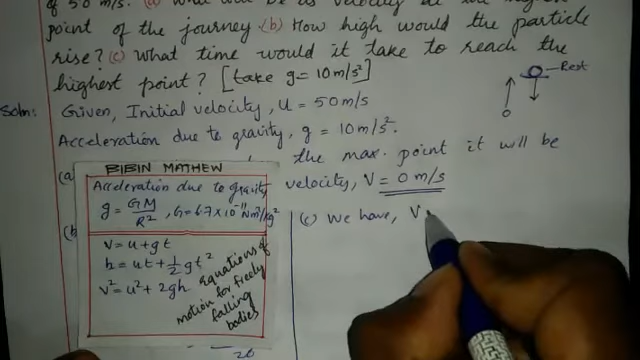 of 50 m/s. (a) What will be its velocity at the highest
point of the journey. (b) How high would the particle
rise? (c) What time would it take to reach the
highest point? [take g = 10 m/s²]
Rest
Soln: Given, Initial velocity, u = 50 m/s
Acceleration due to gravity, g = 10 m/s².
(a) the max. point it will be
velocity, V = 0 m/s
BIBIN MATHEW
Acceleration due to gravity
g = GM/R², G = 6.7 × 10⁻¹¹ Nm²/kg²
v = u + gt
h = ut + ½gt²
v² = u² + 2gh
Equations of
motion for freely
falling
bodies
(b)
(c) We have, V
20